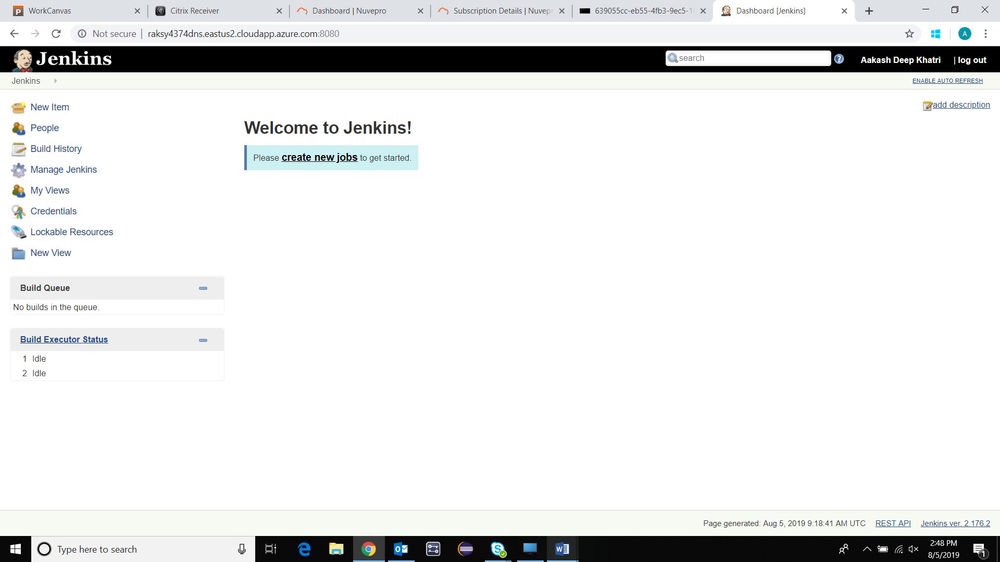 WorkCanvas
Citrix Receiver
Dashboard | Nuvepro
Subscription Details | Nuvepr
639055cc-eb55-4fb3-9ec5-1
Dashboard [Jenkins]
Not secure | raksy4374dns.eastus2.cloudapp.azure.com:8080
A
Jenkins
search
Aakash Deep Khatri
| log out
Jenkins
ENABLE AUTO REFRESH
New Item
People
Build History
Manage Jenkins
My Views
Credentials
Lockable Resources
New View
add description
Welcome to Jenkins!
Please create new jobs to get started.
Build Queue
No builds in the queue.
Build Executor Status
1 Idle
2 Idle
Page generated: Aug 5, 2019 9:18:41 AM UTC
REST API
Jenkins ver. 2.176.2
Type here to search
2:48 PM
8/5/2019
1